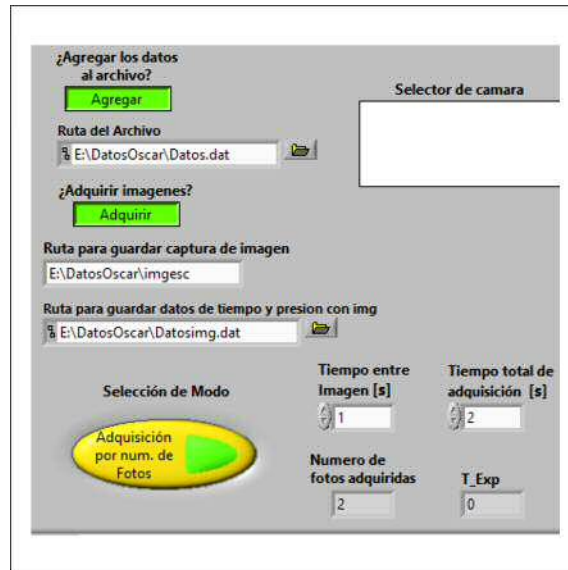 ¿Agregar los datos
al archivo?
Agregar
Selector de camara
Ruta del Archivo
E:\DatosOscar\Datos.dat
¿Adquirir imagenes?
Adquirir
Ruta para guardar captura de imagen
E:\DatosOscar\imgesc
Ruta para guardar datos de tiempo y presion con img
E:\DatosOscar\Datosimg.dat
Selección de Modo
Adquisición
por num. de
Fotos
Tiempo entre
Imagen [s]
1
Tiempo total de
adquisición [s]
2
Numero de
fotos adquiridas
2
T_Exp
0